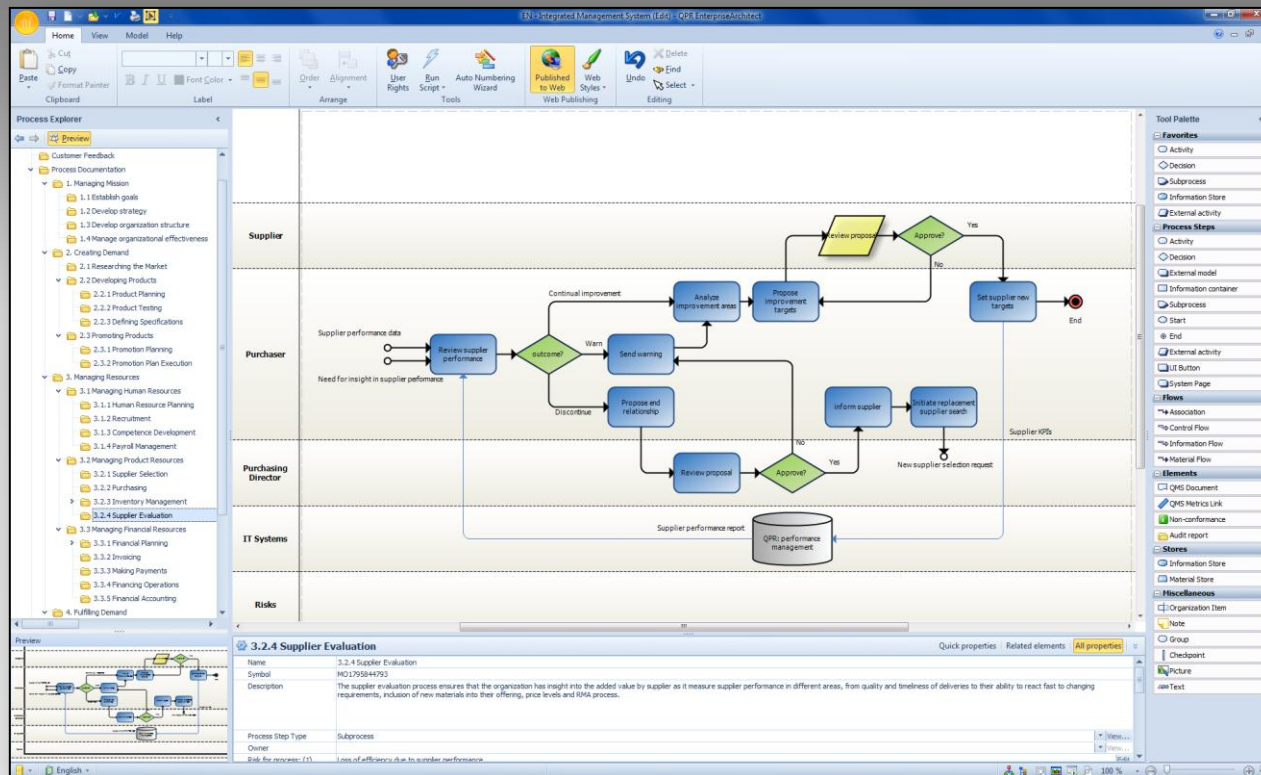 EN - Integrated Management System (Edit) - QPR EnterpriseArchitect
Home View Model Help
Paste
Cut
Copy
Format Painter
Clipboard
B I U Font Color
Label
Order
Alignment
Arrange
User Rights
Run Script
Auto Numbering Wizard
Tools
Published to Web
Web Styles
Web Publishing
Undo
Delete
Find
Select
Editing
Process Explorer
Preview
Customer Feedback
Process Documentation
1. Managing Mission
1.1 Establish goals
1.2 Develop strategy
1.3 Develop organization structure
1.4 Manage organizational effectiveness
2. Creating Demand
2.1 Researching the Market
2.2 Developing Products
2.2.1 Product Planning
2.2.2 Product Testing
2.2.3 Defining Specifications
2.3 Promoting Products
2.3.1 Promotion Planning
2.3.2 Promotion Plan Execution
3. Managing Resources
3.1 Managing Human Resources
3.1.1 Human Resource Planning
3.1.2 Recruitment
3.1.3 Competence Development
3.1.4 Payroll Management
3.2 Managing Product Resources
3.2.1 Supplier Selection
3.2.2 Purchasing
3.2.3 Inventory Management
3.2.4 Supplier Evaluation
3.3 Managing Financial Resources
3.3.1 Financial Planning
3.3.2 Invoicing
3.3.3 Making Payments
3.3.4 Financing Operations
3.3.5 Financial Accounting
4. Fulfilling Demand
Preview
Supplier
Review proposal
Approve?
Yes
No
Purchaser
Continual improvement
Analyze
improvement areas
Propose
improvement
targets
Set supplier new
targets
End
Supplier performance data
Review supplier
performance
Need for insight in supplier performance
outcome?
Warn
Send warning
Discontinue
Propose end
relationship
Inform supplier
Initiate replacement
supplier search
Supplier KPIs
No
Purchasing
Director
Review proposal
Approve?
Yes
New supplier selection request
IT Systems
Supplier performance report
QPR: performance
management
Risks
3.2.4 Supplier Evaluation
Quick properties Related elements All properties
Name 3.2.4 Supplier Evaluation
Symbol MO1795844793
Description The supplier evaluation process ensures that the organization has insight into the added value by supplier as it measure supplier performance in different areas, from quality and timeliness of deliveries to their ability to react fast to changing
requirements, inclusion of new materials into their offering, price levels and RMA process.
Process Step Type Subprocess View...
Owner View...
Risk for process: (1) Loss of efficiency due to supplier performance Edit
Tool Palette
Favorites
Activity
Decision
Subprocess
Information Store
External activity
Process Steps
Activity
Decision
External model
Information container
Subprocess
Start
End
External activity
UI Button
System Page
Flows
Association
Control Flow
Information Flow
Material Flow
Elements
QMS Document
QMS Metrics Link
Non-conformance
Audit report
Stores
Information Store
Material Store
Miscellaneous
Organization Item
Note
Group
Checkpoint
Picture
Text
English
100 %